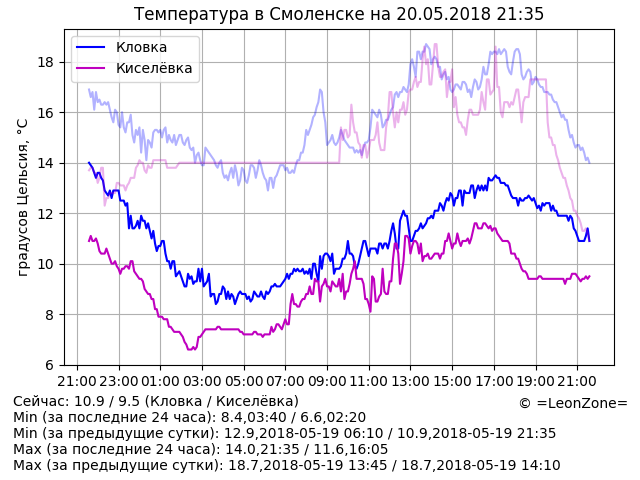 Температура в Смоленске на 20.05.2018 21:35
Кловка
Киселёвка
градусов Цельсия, °C
18
16
14
12
10
8
6
21:00 23:00 01:00 03:00 05:00 07:00 09:00 11:00 13:00 15:00 17:00 19:00 21:00
Сейчас: 10.9 / 9.5 (Кловка / Киселёвка)
© =LeonZone=
Min (за последние 24 часа): 8.4,03:40 / 6.6,02:20
Min (за предыдущие сутки): 12.9,2018-05-19 06:10 / 10.9,2018-05-19 21:35
Max (за последние 24 часа): 14.0,21:35 / 11.6,16:05
Max (за предыдущие сутки): 18.7,2018-05-19 13:45 / 18.7,2018-05-19 14:10